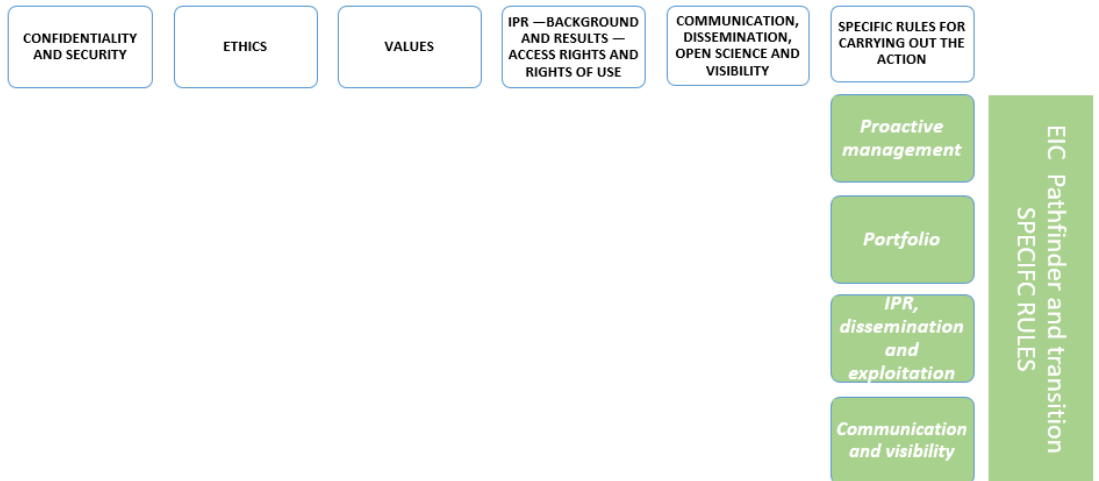 CONFIDENTIALITY
AND SECURITY
ETHICS
VALUES
IPR —BACKGROUND
AND RESULTS —
ACCESS RIGHTS AND
RIGHTS OF USE
COMMUNICATION,
DISSEMINATION,
OPEN SCIENCE AND
VISIBILITY
SPECIFIC RULES FOR
CARRYING OUT THE
ACTION
Proactive
management
Portfolio
IPR,
dissemination
and
exploitation
Communication
and visibility
EIC Pathfinder and transition
SPECIFC RULES